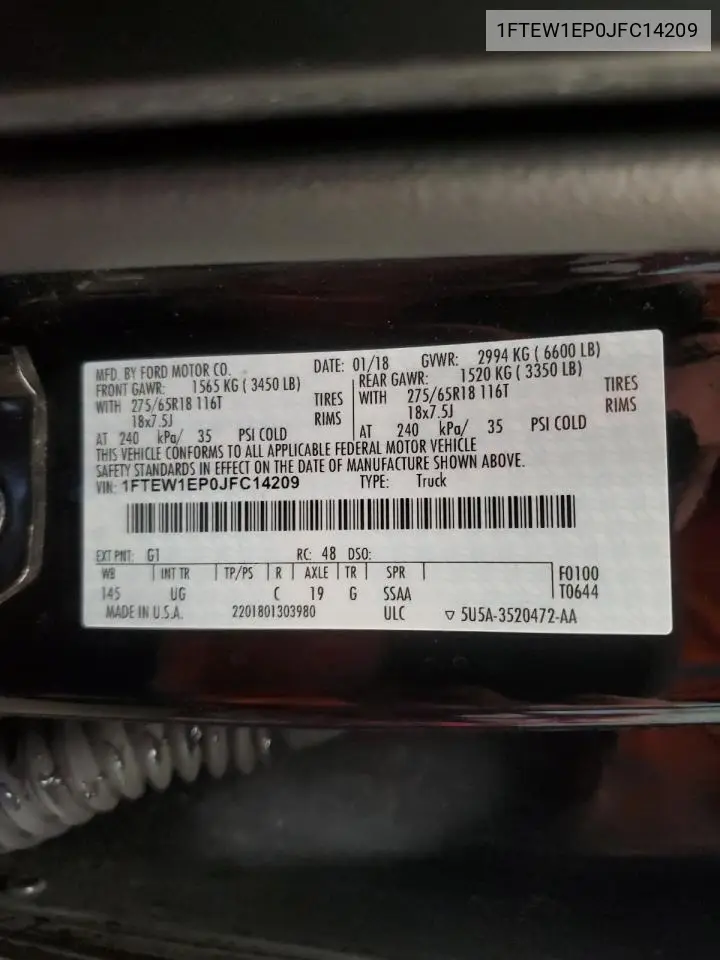 1FTEW1EP0JFC14209
MFD. BY FORD MOTOR CO. DATE: 01/18 GVWR: 2994 KG ( 6600 LB)
FRONT GAWR: 1565 KG ( 3450 LB) REAR GAWR: 1520 KG ( 3350 LB)
WITH 275/65R18 116T TIRES WITH 275/65R18 116T TIRES
18x7.5J RIMS 18x7.5J RIMS
AT 240 kPa/ 35 PSI COLD AT 240 kPa/ 35 PSI COLD
THIS VEHICLE CONFORMS TO ALL APPLICABLE FEDERAL MOTOR VEHICLE
SAFETY STANDARDS IN EFFECT ON THE DATE OF MANUFACTURE SHOWN ABOVE.
VIN: 1FTEW1EP0JFC14209 TYPE: Truck
EXT PNT: G1 RC: 48 DSO:
WB INT TR TP/PS R AXLE TR SPR F0100
145 UG C 19 G SSAA T0644
MADE IN U.S.A. 2201801303980 ULC ▽ 5U5A-3520472-AA